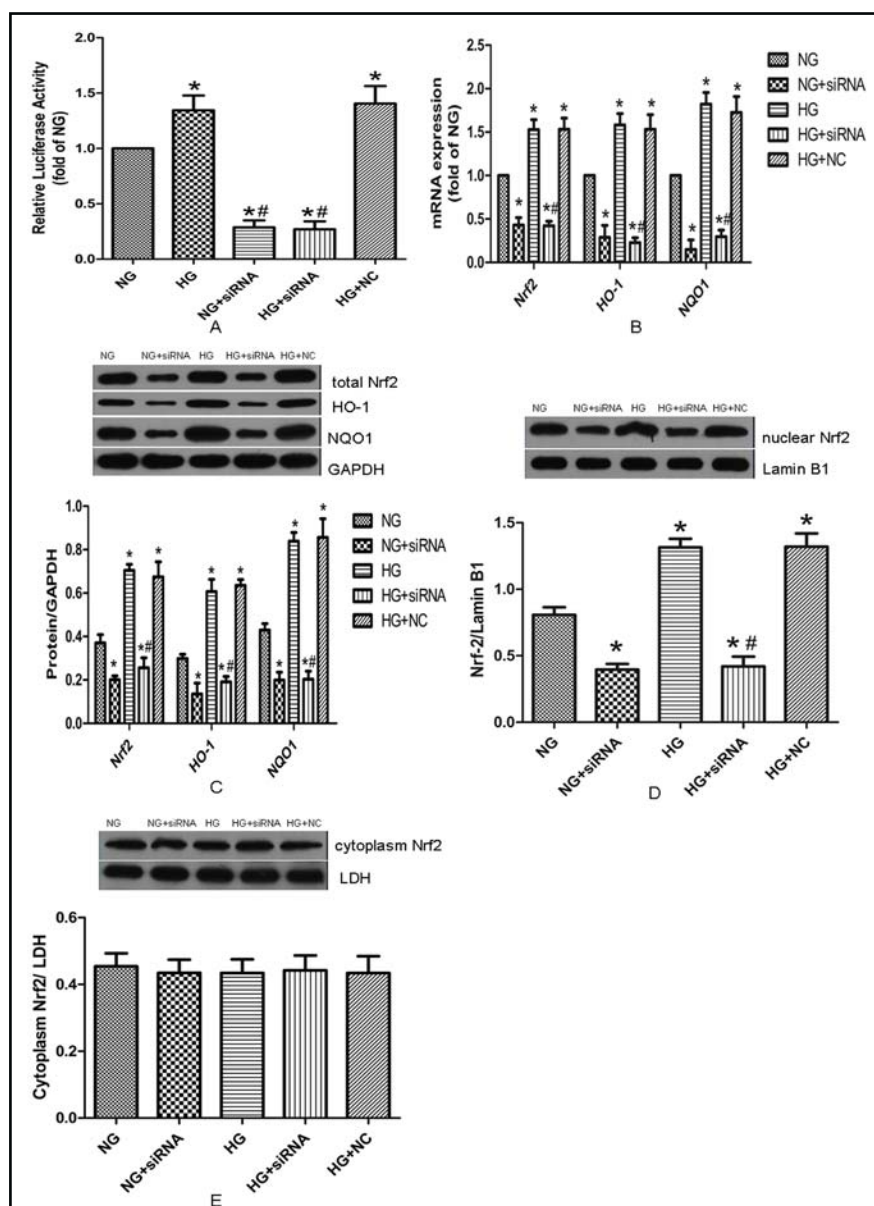 Relative Luciferase Activity
(fold of NG)
2.0
1.5
1.0
0.5
0.0
*
*#
*#
*
NG
HG
NG+siRNA
HG+siRNA
HG+NC
A
mRNA expression
(fold of NG)
2.5
2.0
1.5
1.0
0.5
0.0
* * * *# *
* * *# *
* * *# *
Nrf2
HO-1
NQO1
NG
NG+siRNA
HG
HG+siRNA
HG+NC
B
NG NG+siRNA HG HG+siRNA HG+NC
total Nrf2
HO-1
NQO1
GAPDH
Protein/GAPDH
1.0
0.8
0.6
0.4
0.2
0.0
* * *# *
* * *# *
* * *# *
Nrf2
HO-1
NQO1
NG
NG+siRNA
HG
HG+siRNA
HG+NC
C
NG NG+siRNA HG HG+siRNA HG+NC
nuclear Nrf2
Lamin B1
Nrf-2/Lamin B1
1.5
1.0
0.5
0.0
*
*
* #
*
NG
NG+siRNA
HG
HG+siRNA
HG+NC
D
NG NG+siRNA HG HG+siRNA HG+NC
cytoplasm Nrf2
LDH
Cytoplasm Nrf2/ LDH
0.6
0.4
0.2
0.0
NG
NG+siRNA
HG
HG+siRNA
HG+NC
E